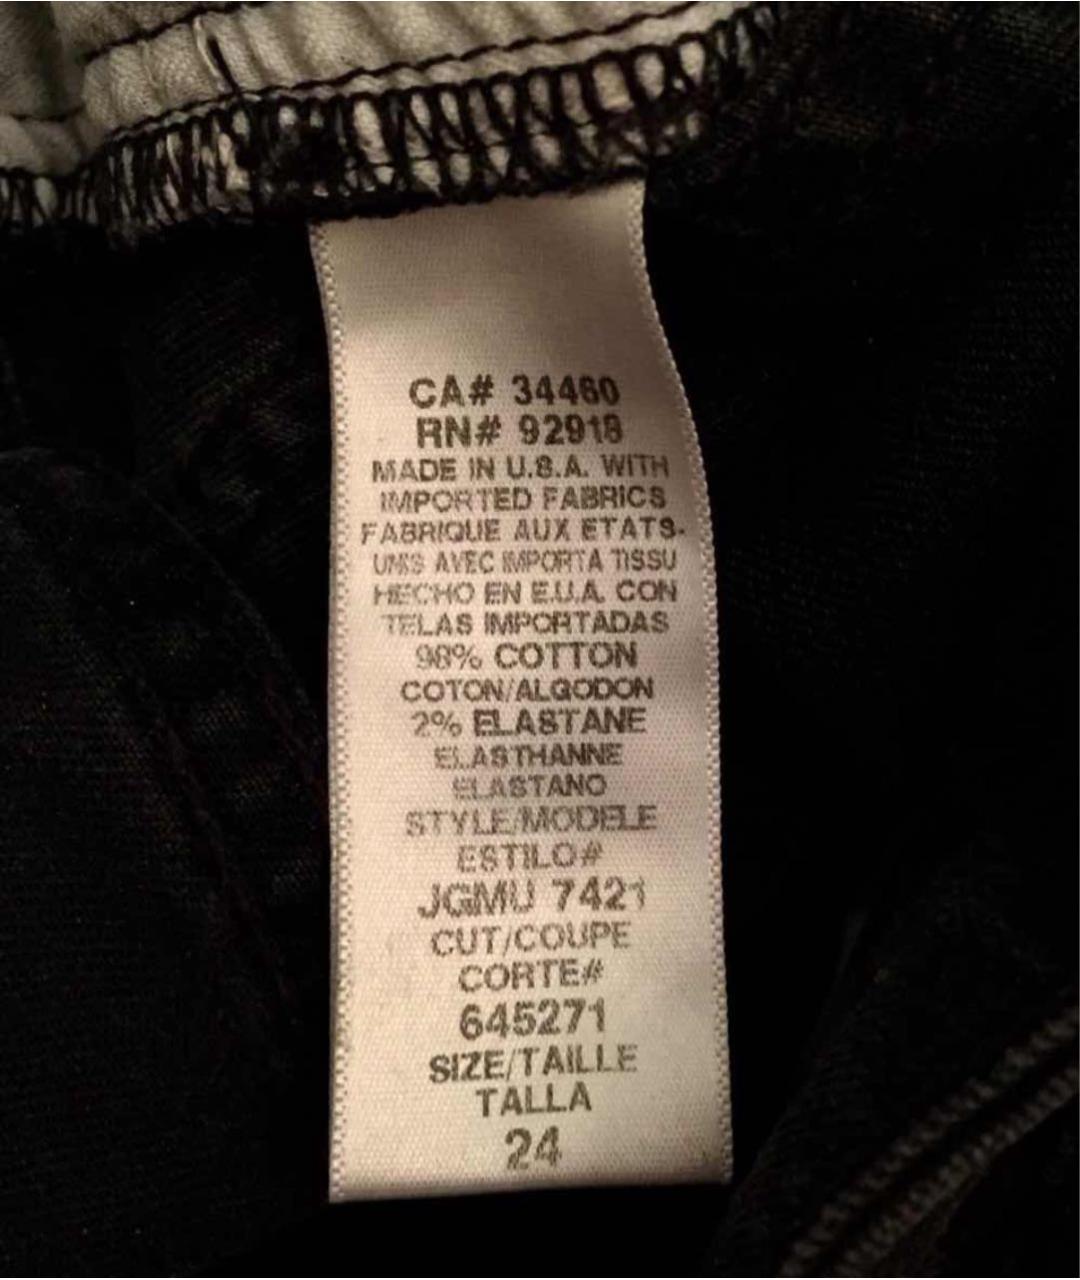 CA# 34460
RN# 92918
MADE IN U.S.A. WITH
IMPORTED FABRICS
FABRIQUE AUX ETATS-
UNIS AVEC IMPORTA TISSU
HECHO EN E.U.A. CON
TELAS IMPORTADAS
98% COTTON
COTON/ALGODON
2% ELASTANE
ELASTHANNE
ELASTANO
STYLE/MODELE
ESTILO#
JGMU 7421
CUT/COUPE
CORTE#
645271
SIZE/TAILLE
TALLA
24